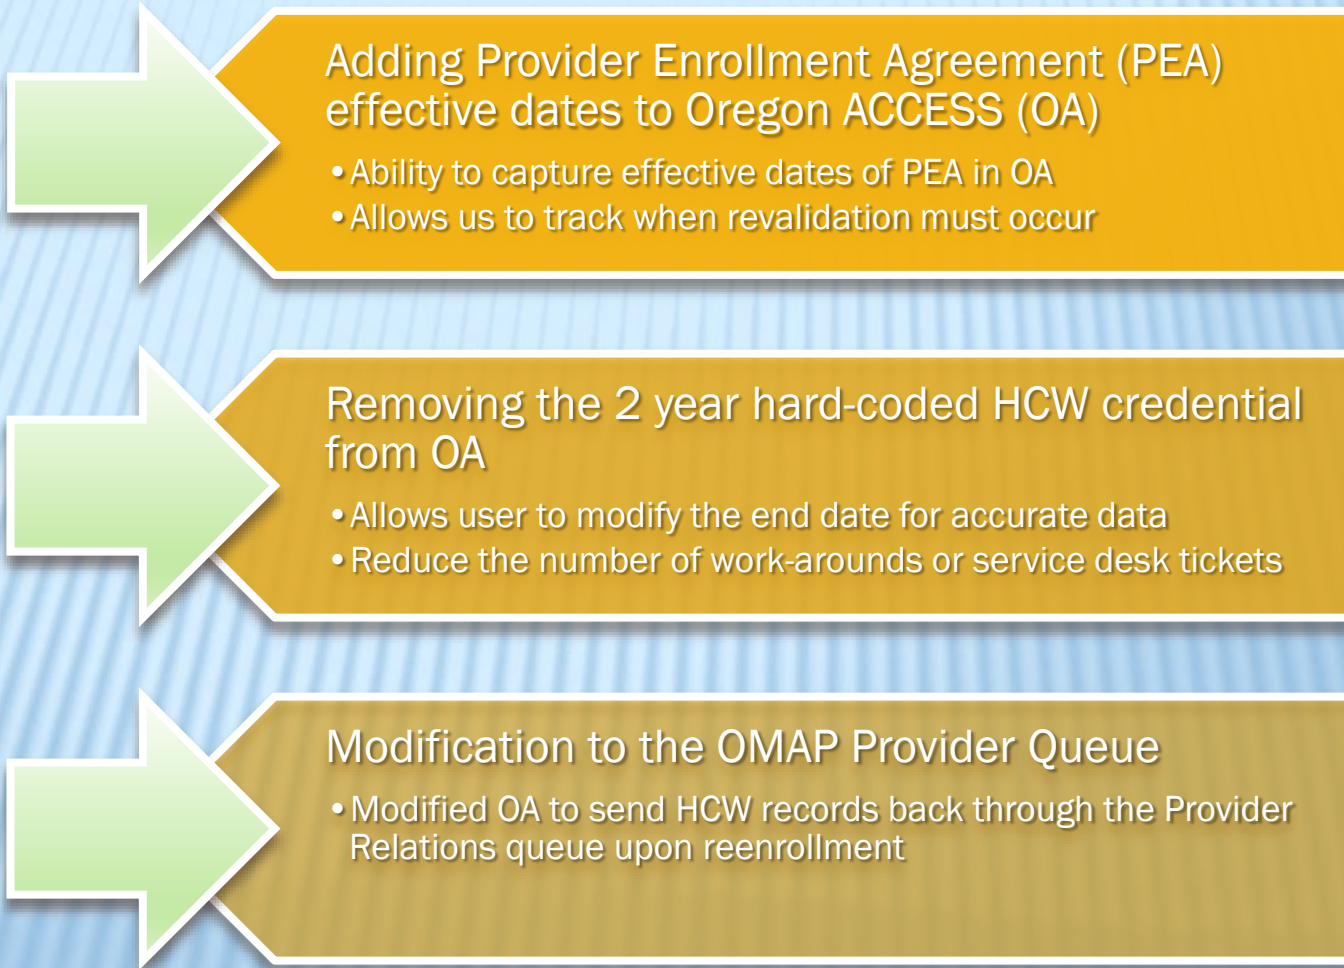 Adding Provider Enrollment Agreement (PEA)
effective dates to Oregon ACCESS (OA)
•Ability to capture effective dates of PEA in OA
•Allows us to track when revalidation must occur
Removing the 2 year hard-coded HCW credential
from OA
•Allows user to modify the end date for accurate data
•Reduce the number of work-arounds or service desk tickets
Modification to the OMAP Provider Queue
•Modified OA to send HCW records back through the Provider
Relations queue upon reenrollment